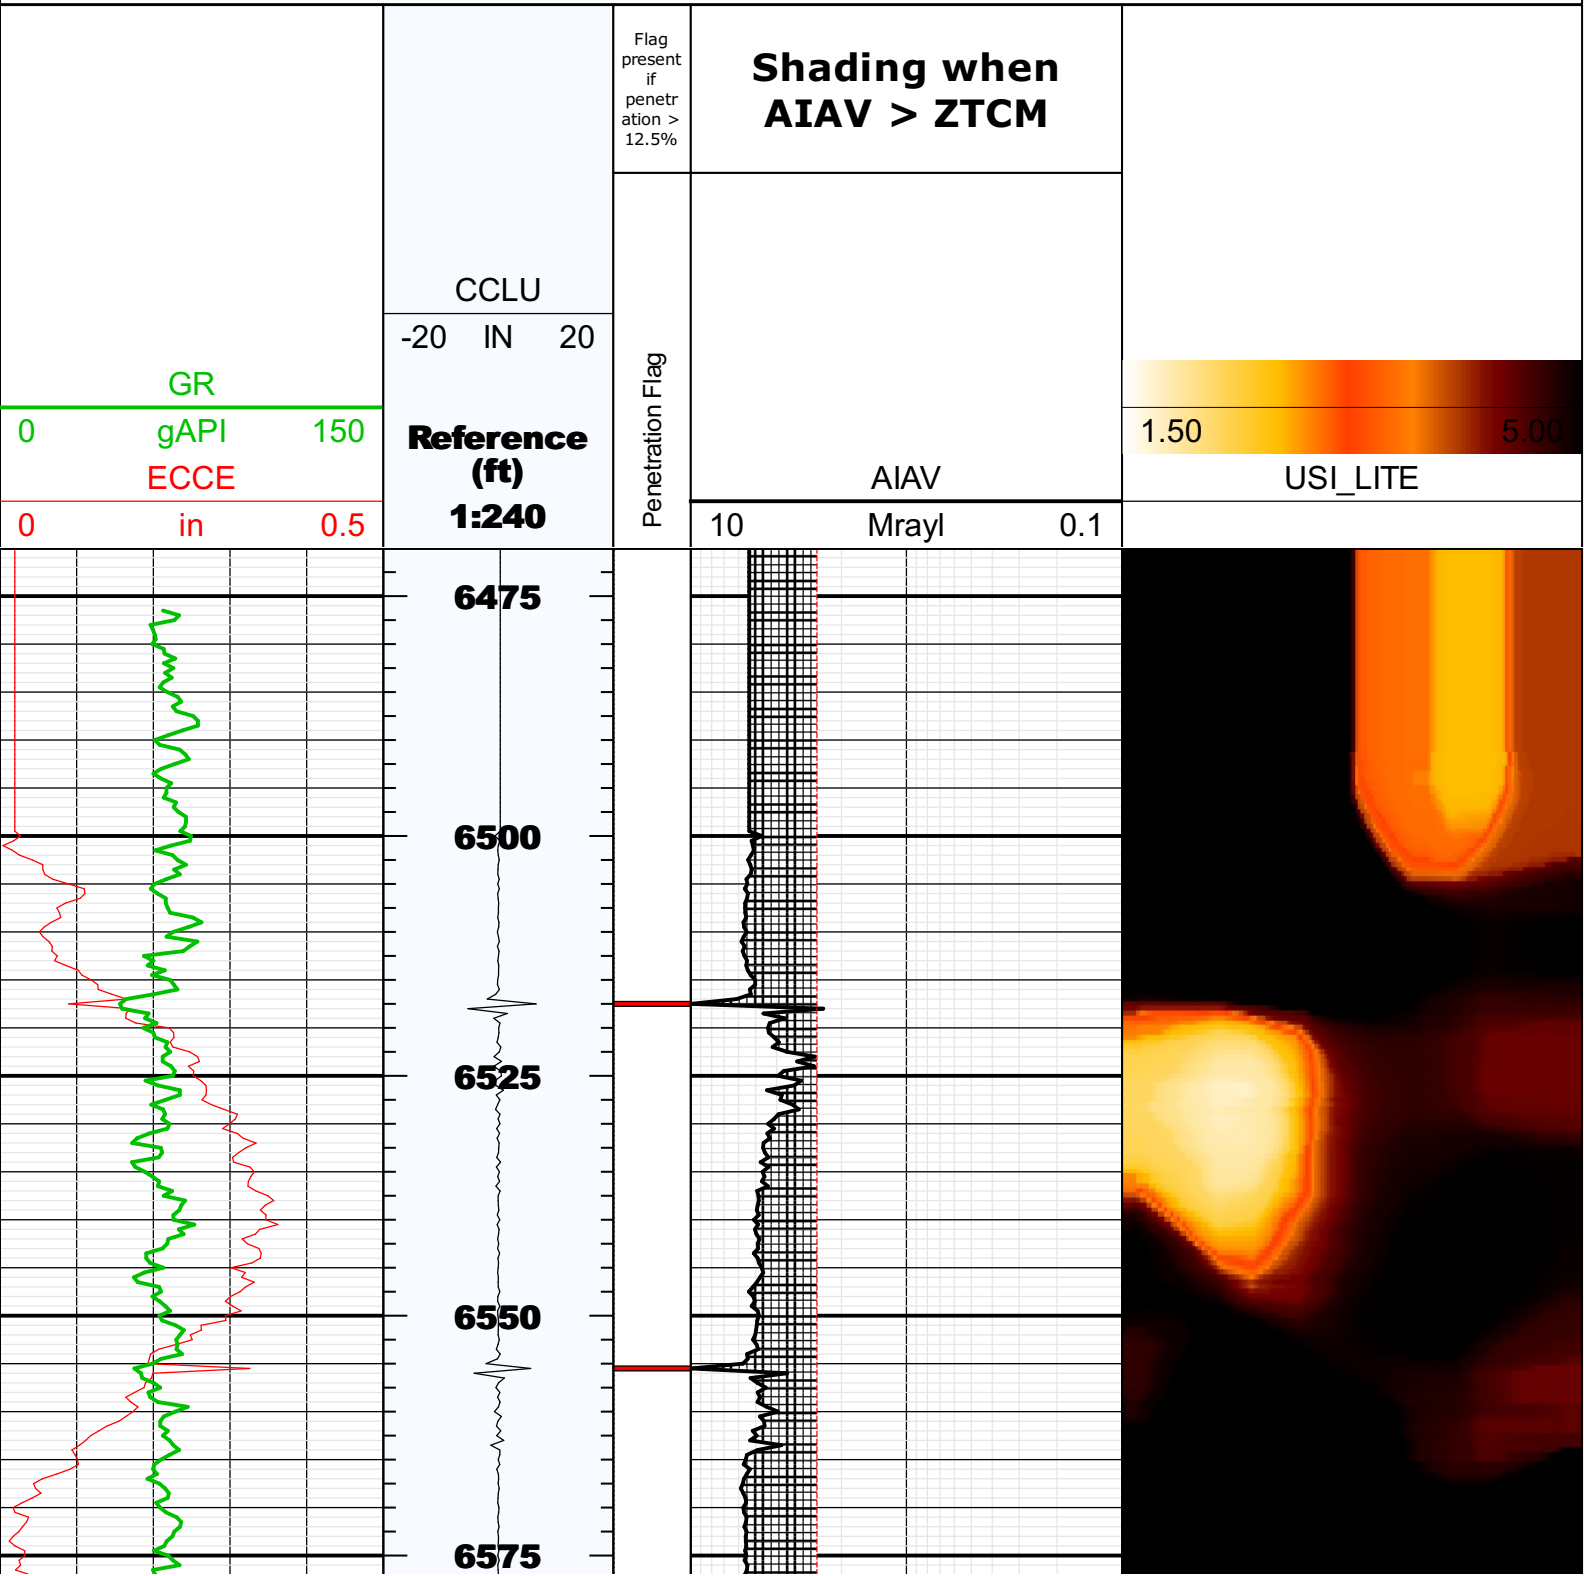 Flag
present
if
penetr
ation >
12.5%
Shading when
AIAV > ZTCM
CCLU
-20 IN 20
GR
0 gAPI 150
ECCE
0 in 0.5
Reference
(ft)
1:240
Penetration Flag
AIAV
10 Mrayl 0.1
1.50 5.00
USI_LITE
6475
6500
6525
6550
6575